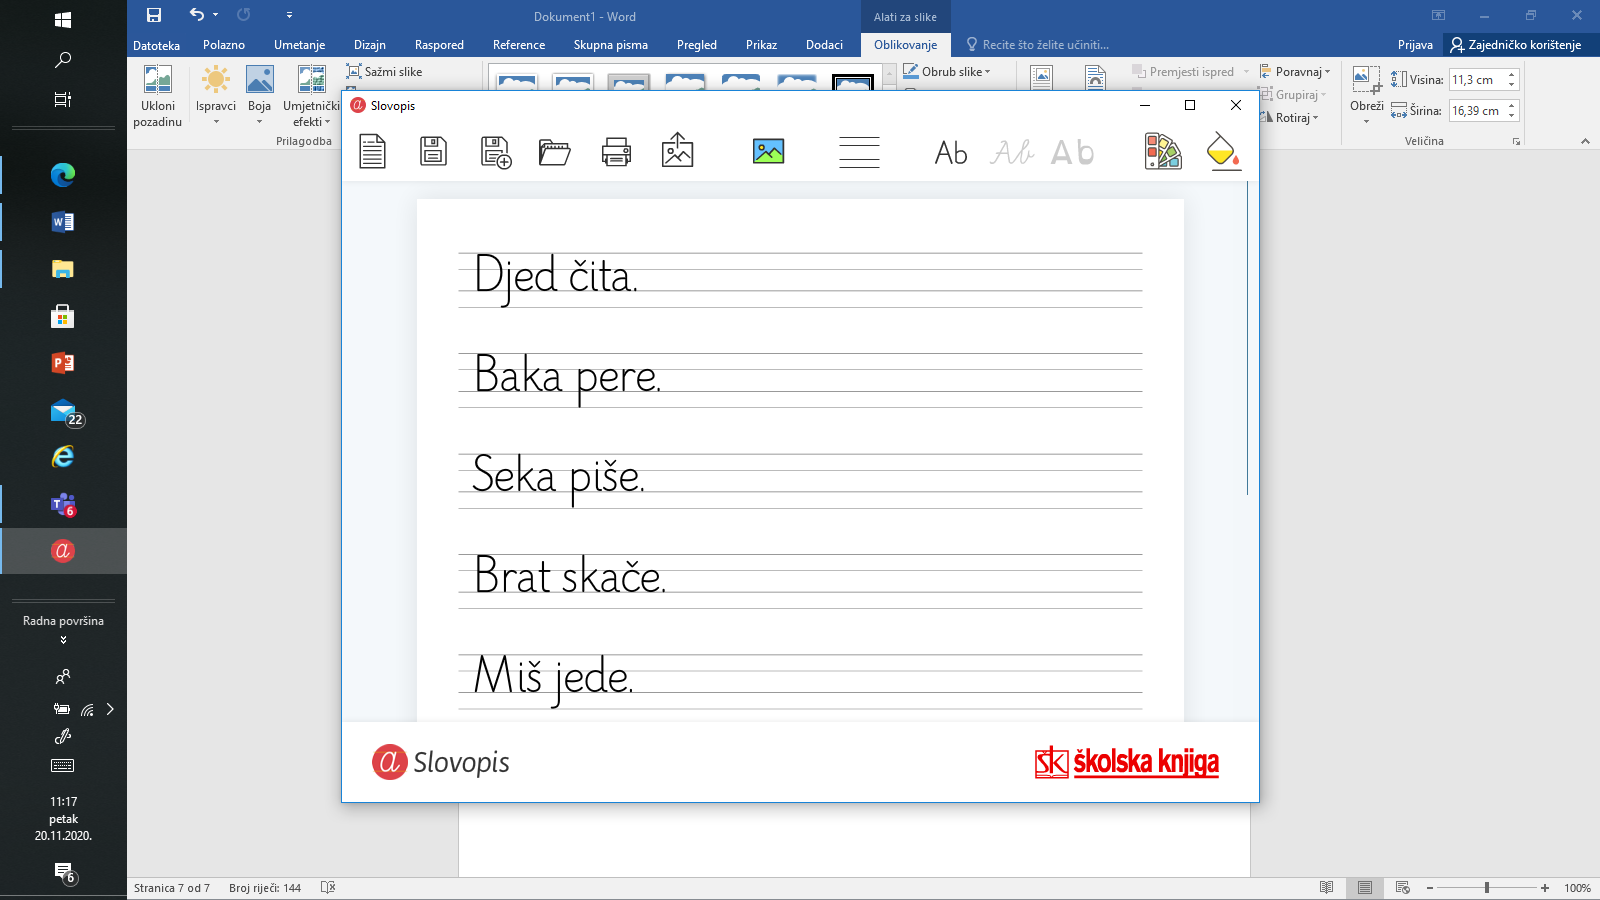 Dokument1 - Word
Alati za slike
Datoteka Polazno Umetanje Dizajn Raspored Reference Skupna pisma Pregled Prikaz Dodaci Oblikovanje Recite što želite učiniti... Prijava Zajedničko korištenje
Sažmi slike
Obrub slike
Premjesti ispred
Poravnaj
Visina: 11,3 cm
Ukloni pozadinu
Ispravci
Boja
Umjetnički efekti
Grupiraj
Obreži
Širina: 16,39 cm
Rotiraj
Prilagodba
Veličina
Slovopis
Ab Ab Ab
Djed čita.
Baka pere.
Seka piše.
Brat skače.
Miš jede.
Slovopis
školska knjiga
22
6
Radna površina
11:17
petak
20.11.2020.
6
Stranica 7 od 7 Broj riječi: 144
100%